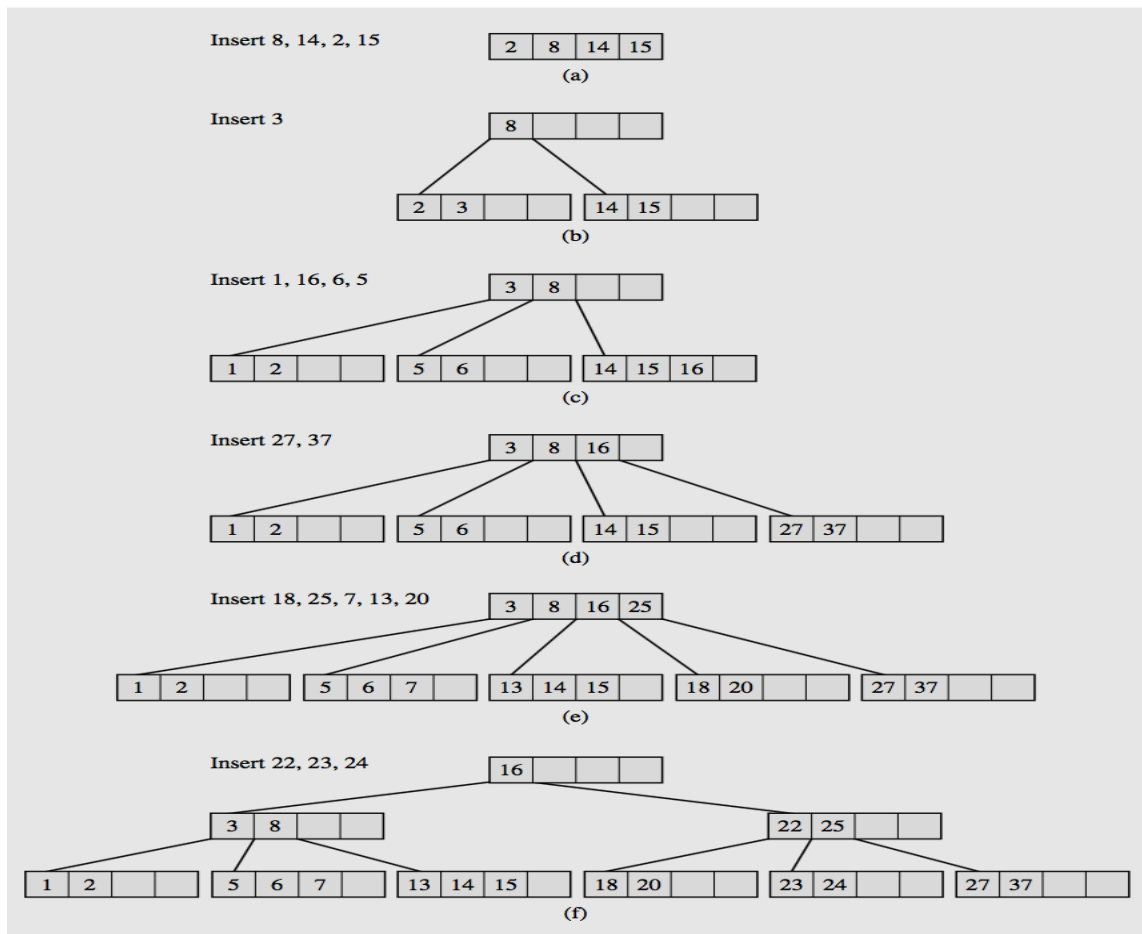 Insert 8, 14, 2, 15
2 8 14 15
(a)
Insert 3
8
2 3 14 15
(b)
Insert 1, 16, 6, 5
3 8
1 2 5 6 14 15 16
(c)
Insert 27, 37
3 8 16
1 2 5 6 14 15 27 37
(d)
Insert 18, 25, 7, 13, 20
3 8 16 25
1 2 5 6 7 13 14 15 18 20 27 37
(e)
Insert 22, 23, 24
16
3 8 22 25
1 2 5 6 7 13 14 15 18 20 23 24 27 37
(f)